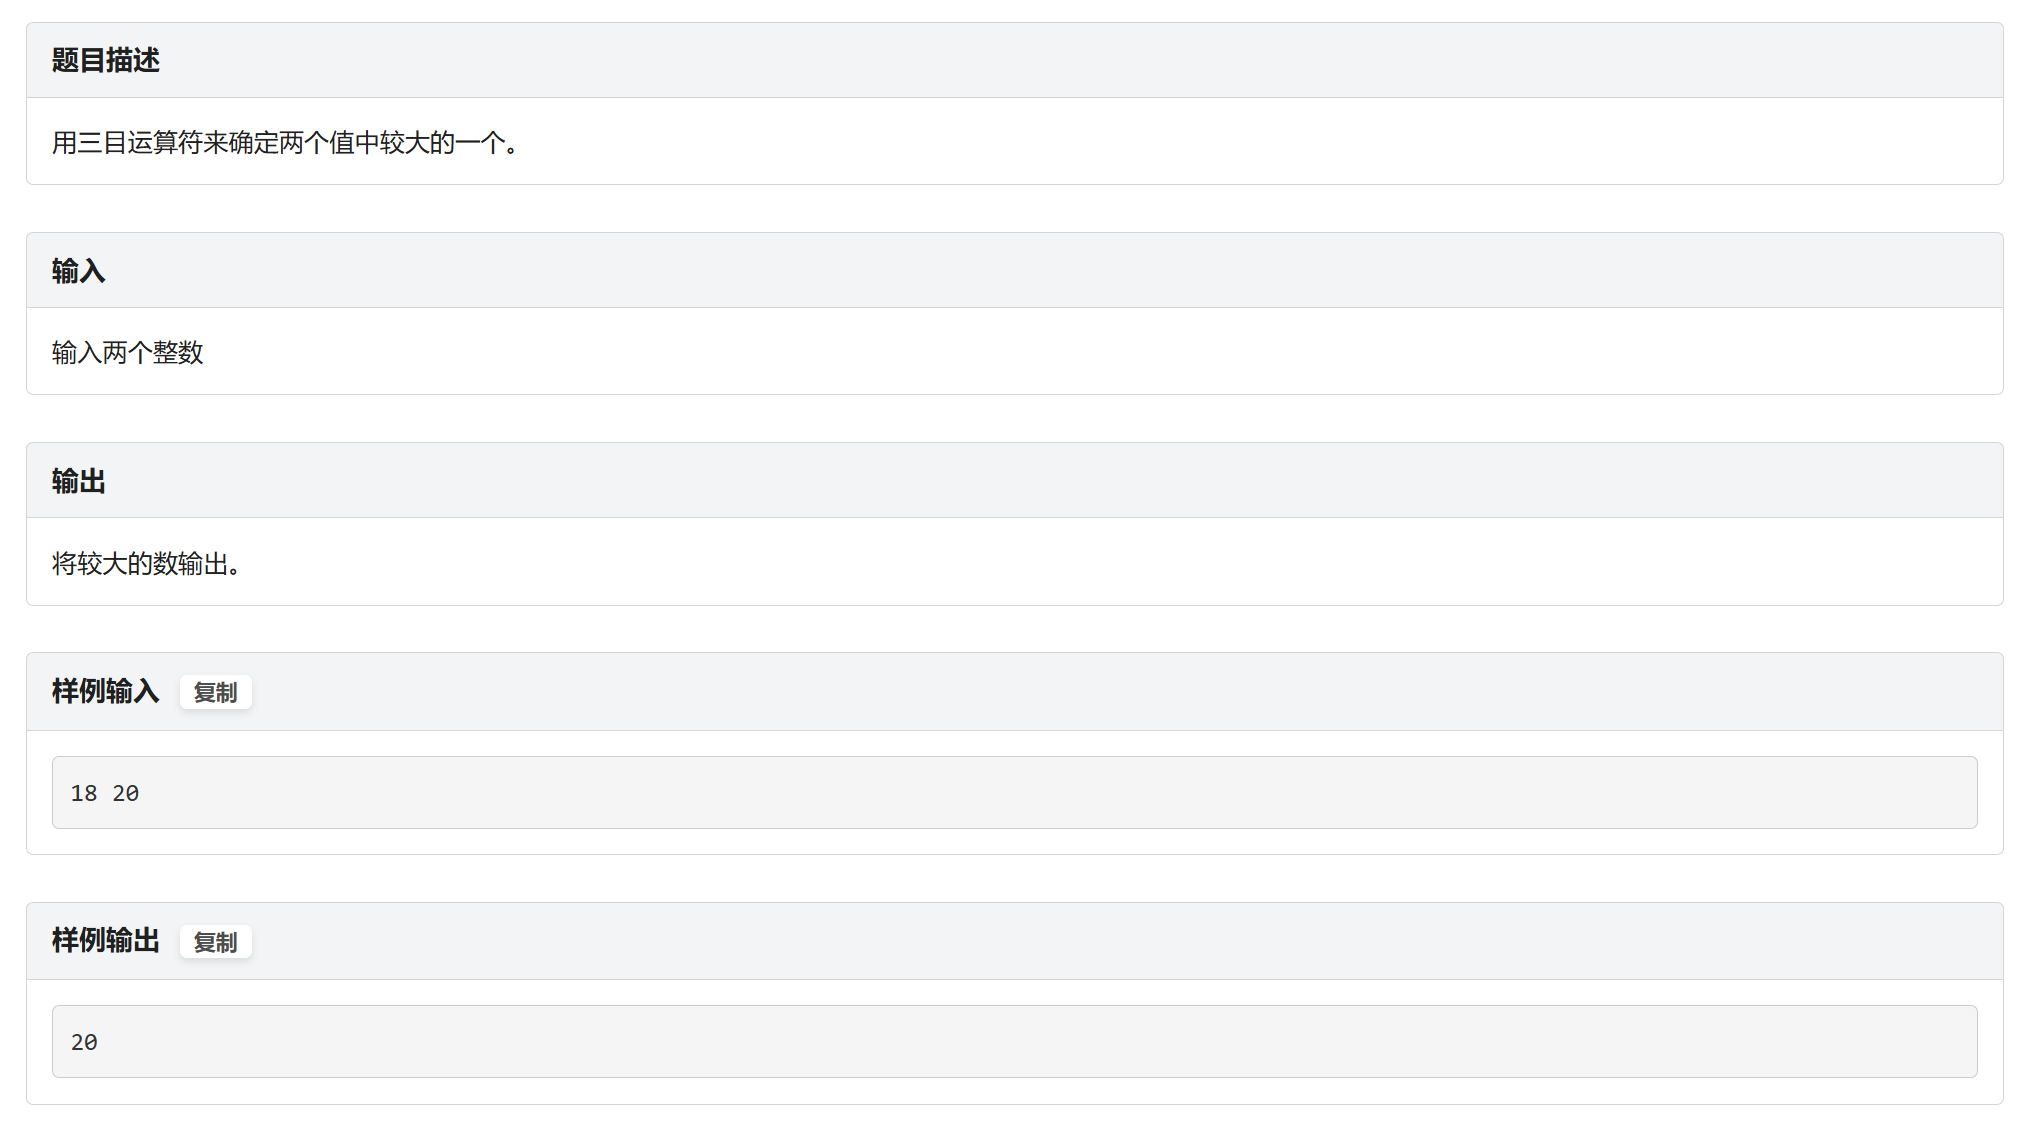 题目描述
用三目运算符来确定两个值中较大的一个。
输入
输入两个整数
输出
将较大的数输出。
样例输入 复制
18 20
样例输出 复制
20